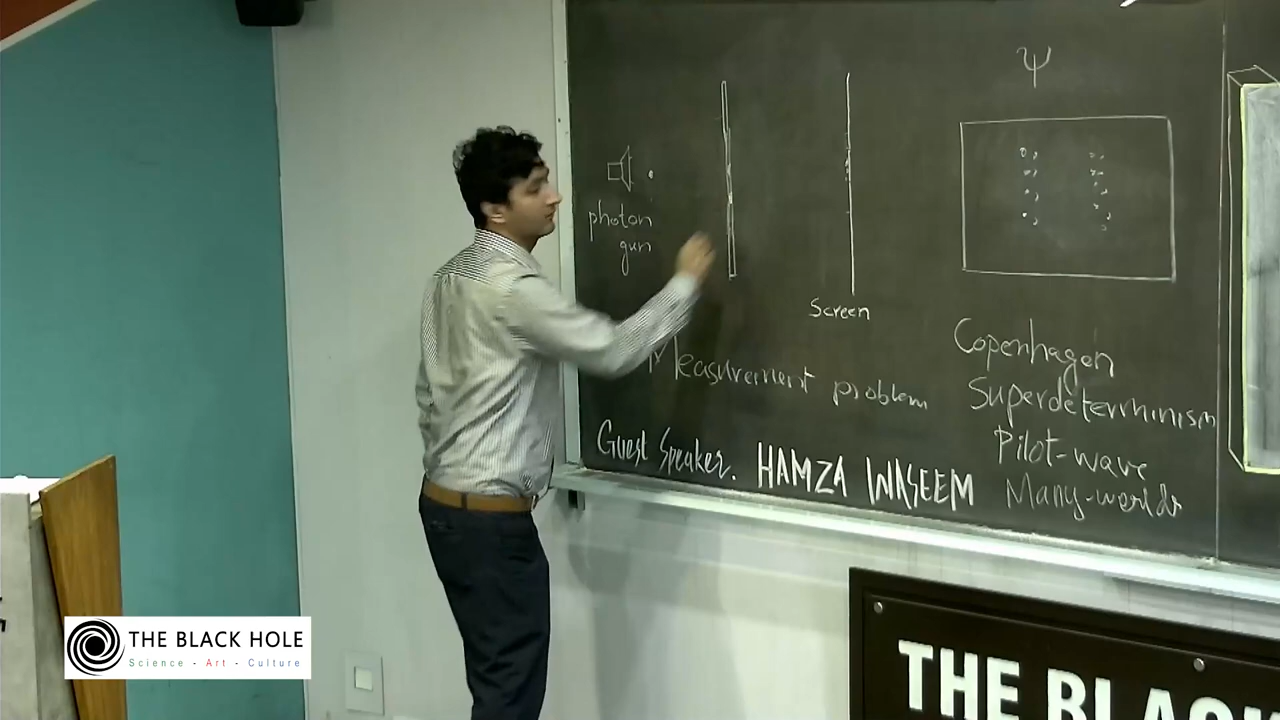 Ψ
photon
gun
Screen
Measurement problem
Copenhagen
Superdeterminism
Pilot-wave
Many-worlds
Guest Speaker. HAMZA WASEEM
THE BLACK HOLE
Science - Art - Culture
THE BLAC